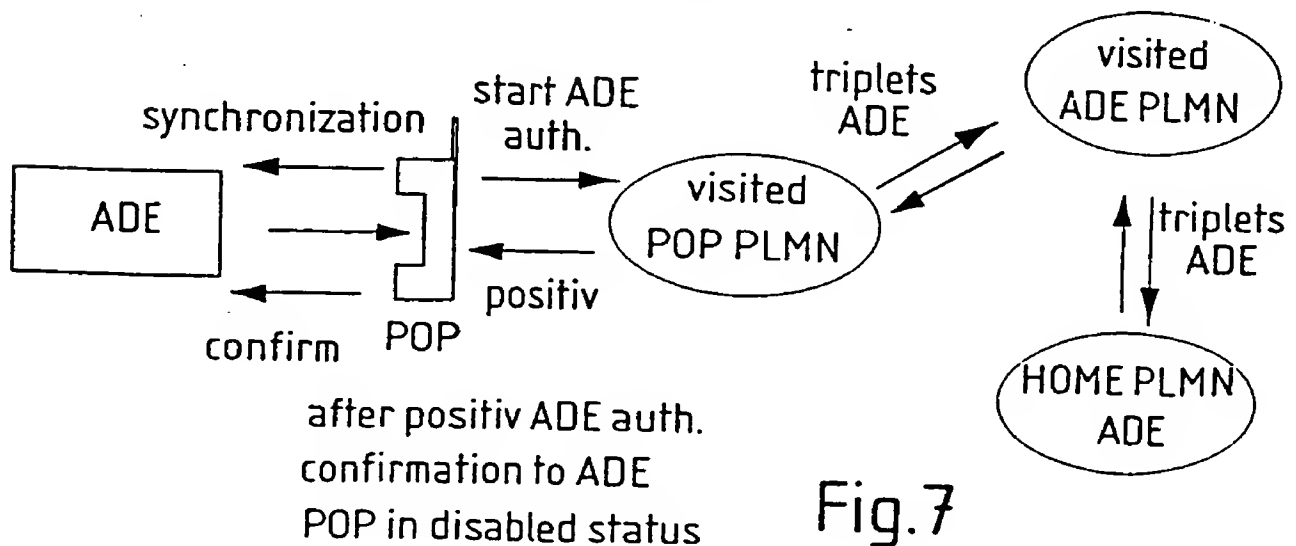 synchronization
start ADE
auth.
triplets
ADE
visited
ADE PLMN
ADE
visited
POP PLMN
triplets
ADE
confirm
POP
positiv
HOME PLMN
ADE
after positiv ADE auth.
confirmation to ADE
POP in disabled status
Fig.7